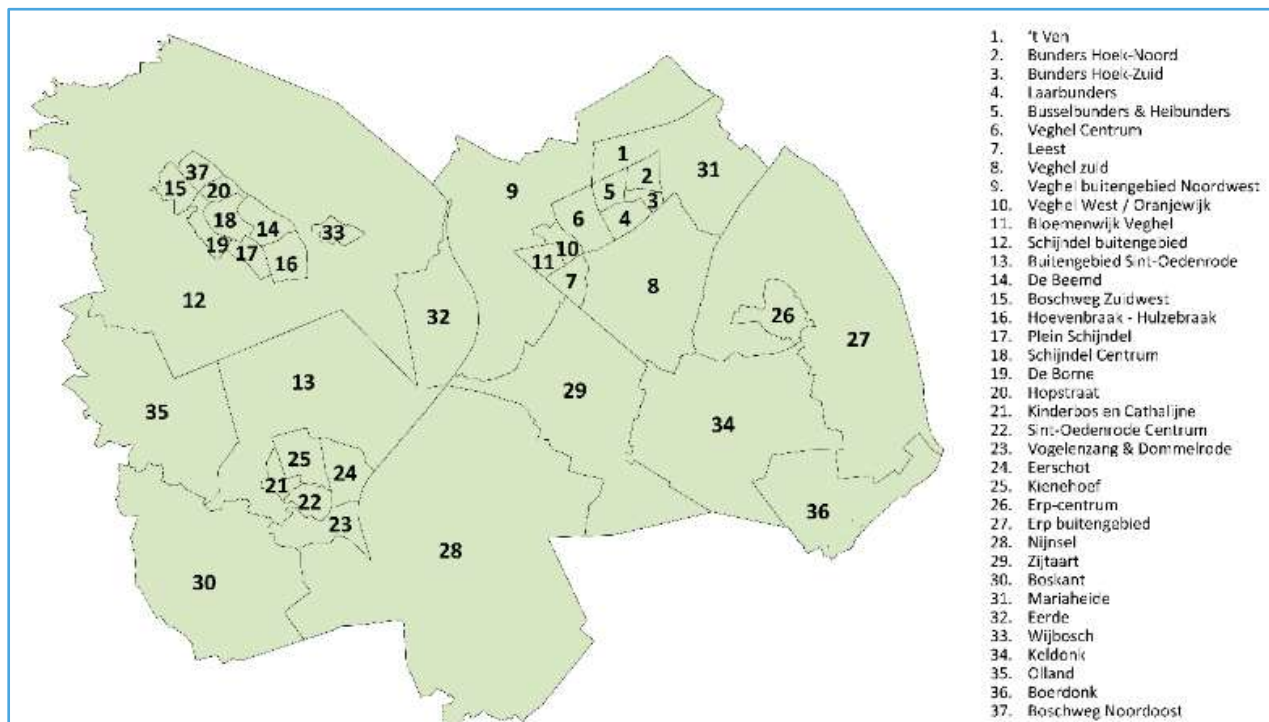 1. 't Ven
2. Bunders Hoek-Noord
3. Bunders Hoek-Zuid
4. Laarbunders
5. Busselbunders & Heibunders
6. Veghel Centrum
7. Leest
8. Veghel zuid
9. Veghel buitengebied Noordwest
10. Veghel West / Oranjewijk
11. Bloemenwijk Veghel
12. Schijndel buitengebied
13. Buitengebied Sint-Oedenrode
14. De Beemd
15. Boschweg Zuidwest
16. Hoevenbraak - Hulzebraak
17. Plein Schijndel
18. Schijndel Centrum
19. De Borne
20. Hopstraat
21. Kinderbos en Cathalijne
22. Sint-Oedenrode Centrum
23. Vogelenzang & Dommelrode
24. Eerschot
25. Kienehoef
26. Erp-centrum
27. Erp buitengebied
28. Nijnsel
29. Zijtaart
30. Boskant
31. Mariaheide
32. Eerde
33. Wijbosch
34. Keldonk
35. Olland
36. Boerdonk
37. Boschweg Noordoost
1
31
37
2
15
20
5
9
3
18
6
4
14
33
19
10
17
11
16
7
8
12
26
32
27
13
29
35
34
25
24
21
22
36
23
28
30